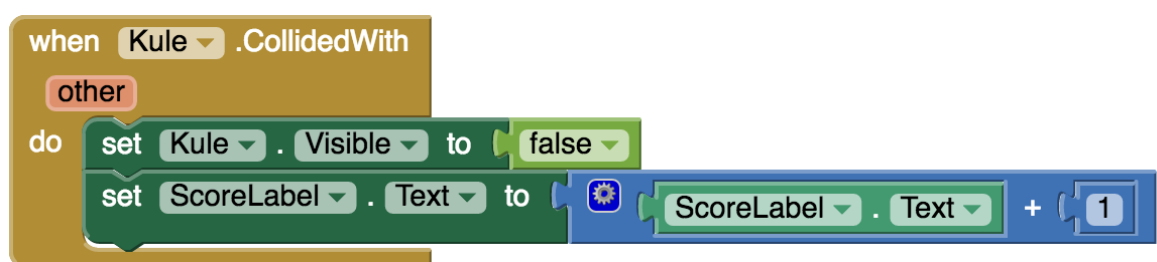 when Kule .CollidedWith
other
do set Kule . Visible to false
set ScoreLabel . Text to ScoreLabel . Text + 1